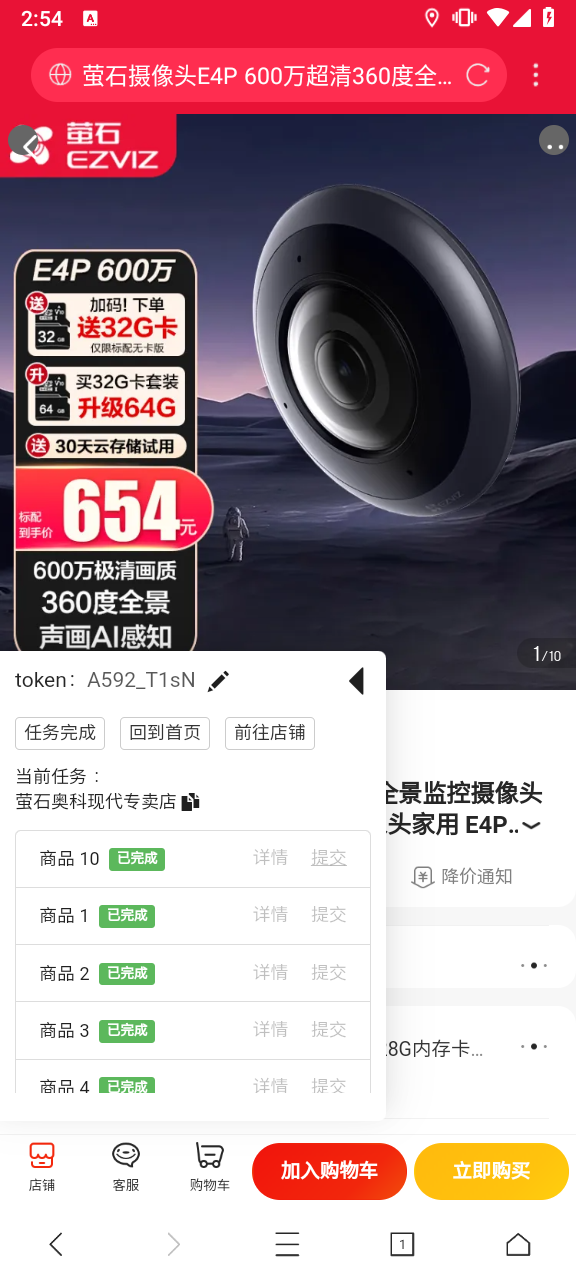 2:54
A
萤石摄像头E4P 600万超清360度全...
萤石
EZVIZ
E4P 600万
送
加码! 下单
送32G卡
仅限标配无卡版
32 GB
升
买32G卡套装
升级64G
64 GB
送 30天云存储试用
标配
到手价 654元
600万极清画质
360度全景
声画AI感知
1/10
token: A592_T1sN
任务完成 回到首页 前往店铺
当前任务：
萤石奥科现代专卖店
全景监控摄像头
头家用 E4P..
降价通知
商品 10 已完成 详情 提交
商品 1 已完成 详情 提交
商品 2 已完成 详情 提交
商品 3 已完成 详情 提交
商品 4 已完成 详情 提交
8G内存卡...
店铺 客服 购物车 加入购物车 立即购买
1